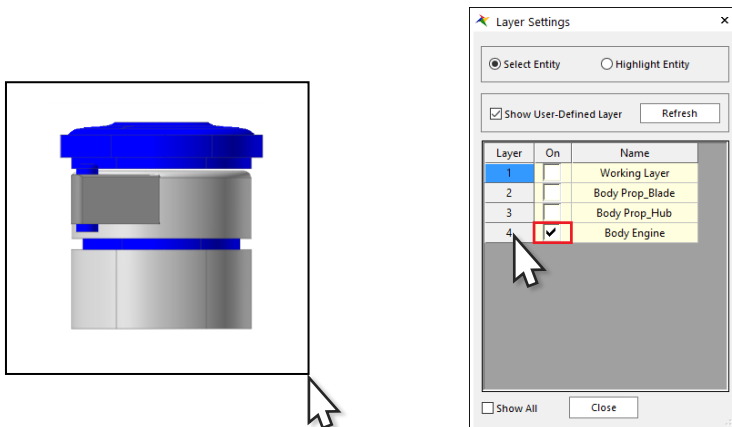 Layer Settings
Select Entity Highlight Entity
Show User-Defined Layer Refresh
Layer On Name
1 Working Layer
2 Body Prop_Blade
3 Body Prop_Hub
4 Body Engine
Show All Close